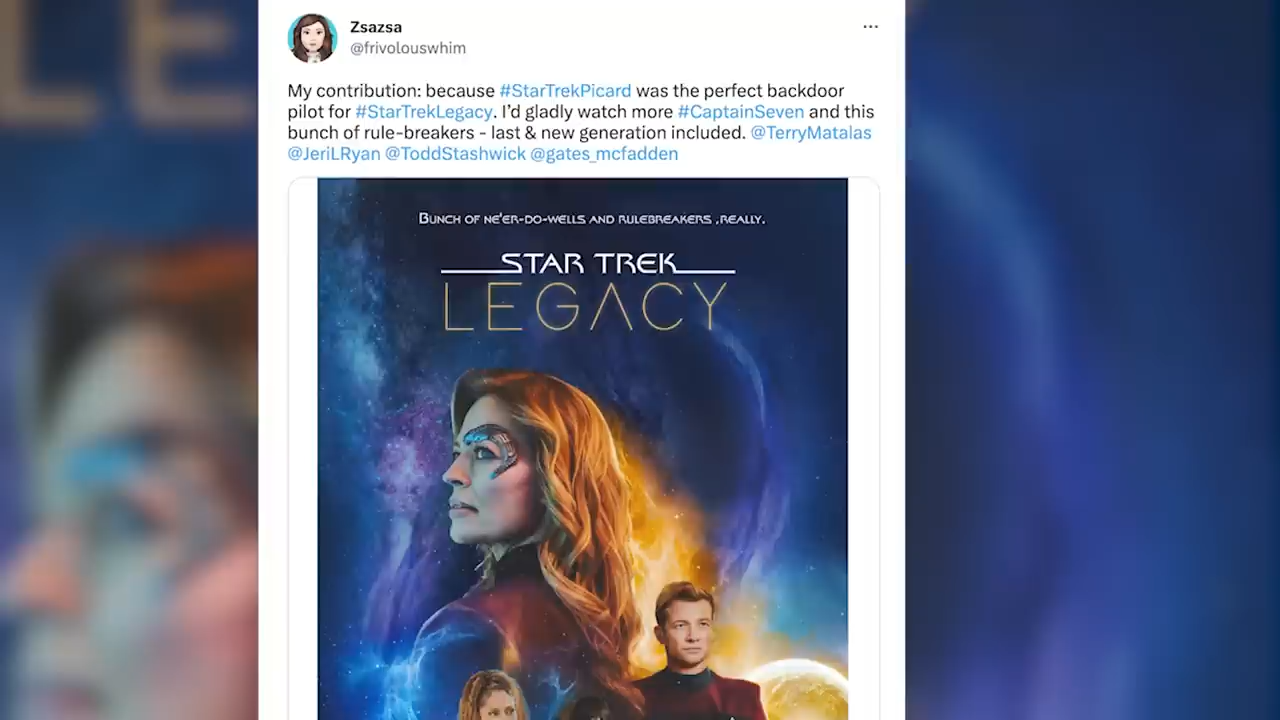 Zsazsa
@frivolouswhim
My contribution: because #StarTrekPicard was the perfect backdoor
pilot for #StarTrekLegacy. I’d gladly watch more #CaptainSeven and this
bunch of rule-breakers - last & new generation included. @TerryMatalas
@JeriLRyan @ToddStashwick @gates_mcfadden
BUNCH OF NE'ER-DO-WELLS AND RULEBREAKERS ,REALLY.
STAR TREK
LEGACY
LE